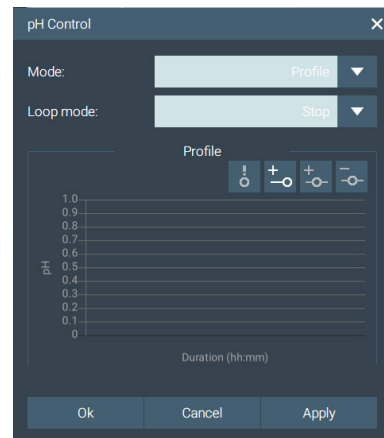 pH Control
Mode: Profile
Loop mode: Stop
Profile
1.0
0.9
0.8
0.7
0.6
0.5
0.4
0.3
0.2
0.1
0
pH
Duration (hh:mm)
Ok Cancel Apply